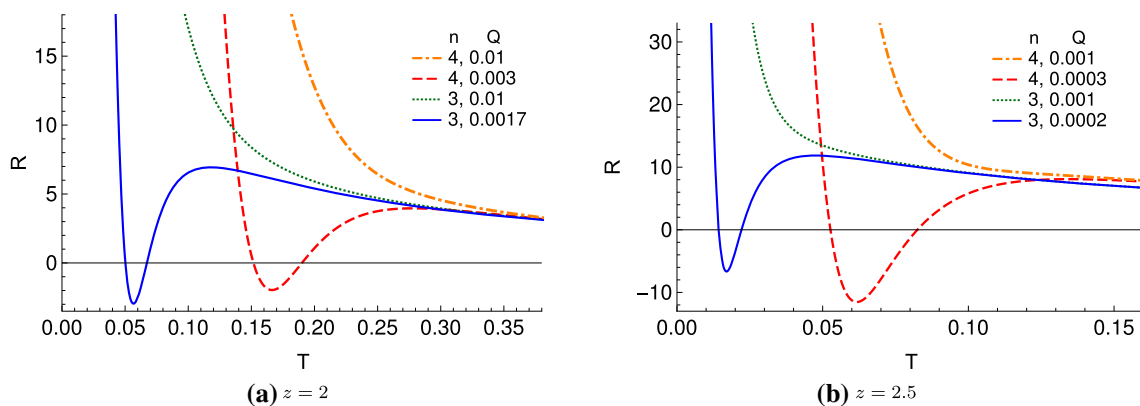 n Q
4, 0.01
4, 0.003
3, 0.01
3, 0.0017
R
15
10
5
0
0.00 0.05 0.10 0.15 0.20 0.25 0.30 0.35
T
(a) z = 2
n Q
4, 0.001
4, 0.0003
3, 0.001
3, 0.0002
R
30
20
10
0
−10
0.00 0.05 0.10 0.15
T
(b) z = 2.5